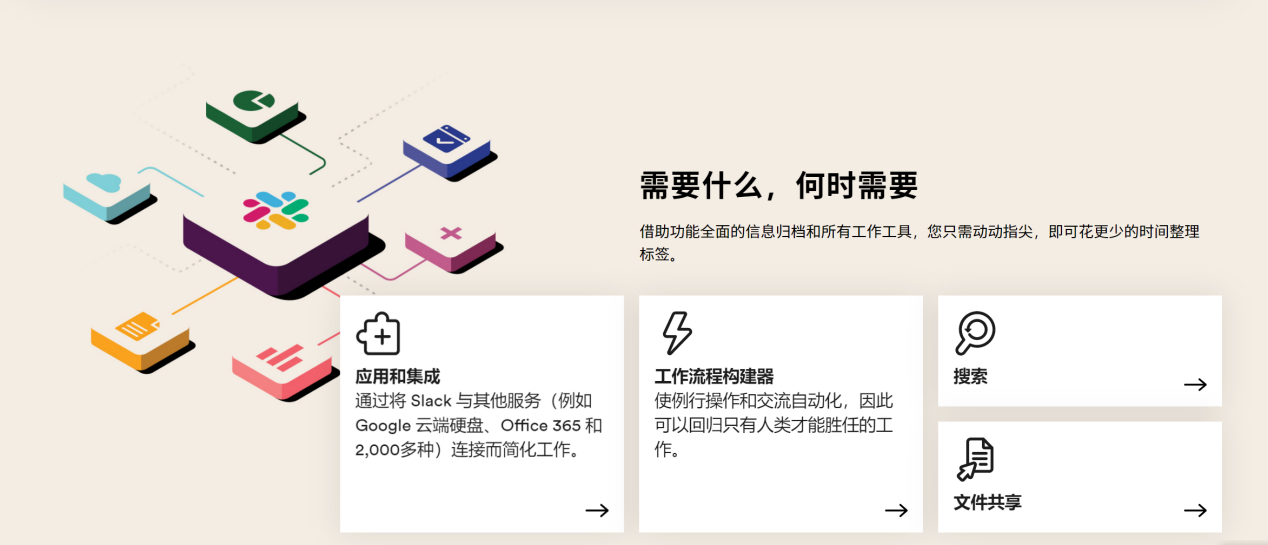 需要什么，何时需要
借助功能全面的信息归档和所有工作工具，您只需动动指尖，即可花更少的时间整理
标签。
应用和集成
通过将 Slack 与其他服务（例如
Google 云端硬盘、Office 365 和
2,000多种）连接而简化工作。
工作流程构建器
使例行操作和交流自动化，因此
可以回归只有人类才能胜任的工
作。
搜索
文件共享